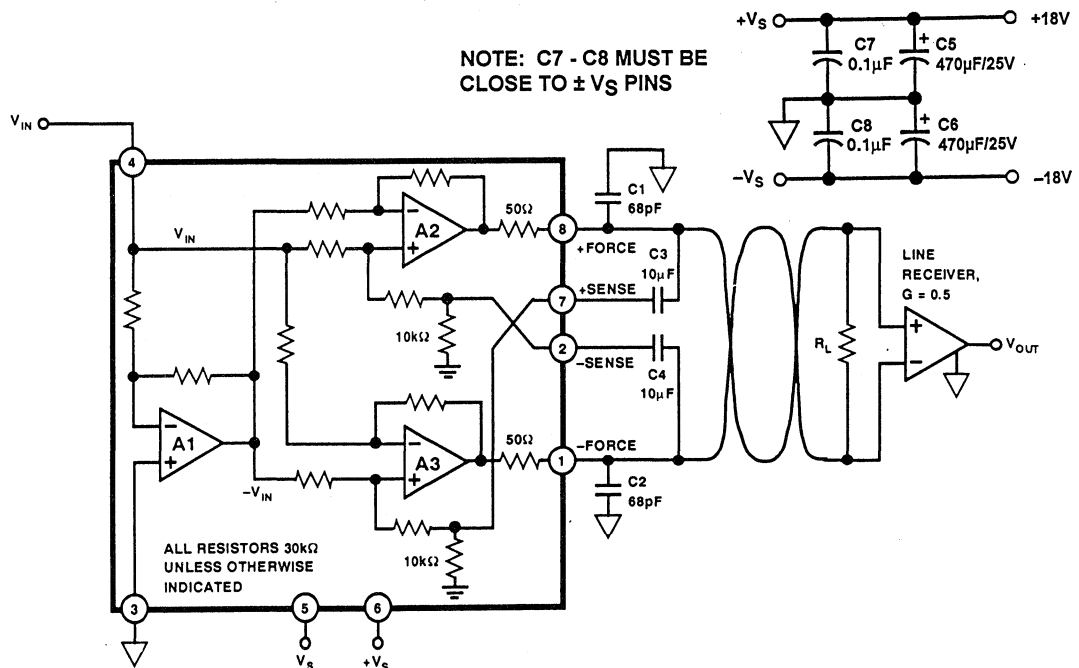 +VS
+18V
C7
0.1µF
+
C5
470µF/25V
NOTE: C7 - C8 MUST BE
CLOSE TO ± VS PINS
C8
0.1µF
+
C6
470µF/25V
–VS
–18V
VIN
4
C1
68pF
A2
–
+
50Ω
8
+FORCE
VIN
C3
10µF
LINE
RECEIVER,
G = 0.5
7
+SENSE
10kΩ
2
–SENSE
C4
10µF
RL
+
–
VOUT
A1
–
+
A3
–
+
50Ω
1
–FORCE
–VIN
C2
68pF
10kΩ
ALL RESISTORS 30kΩ
UNLESS OTHERWISE
INDICATED
3
5
6
VS
+VS